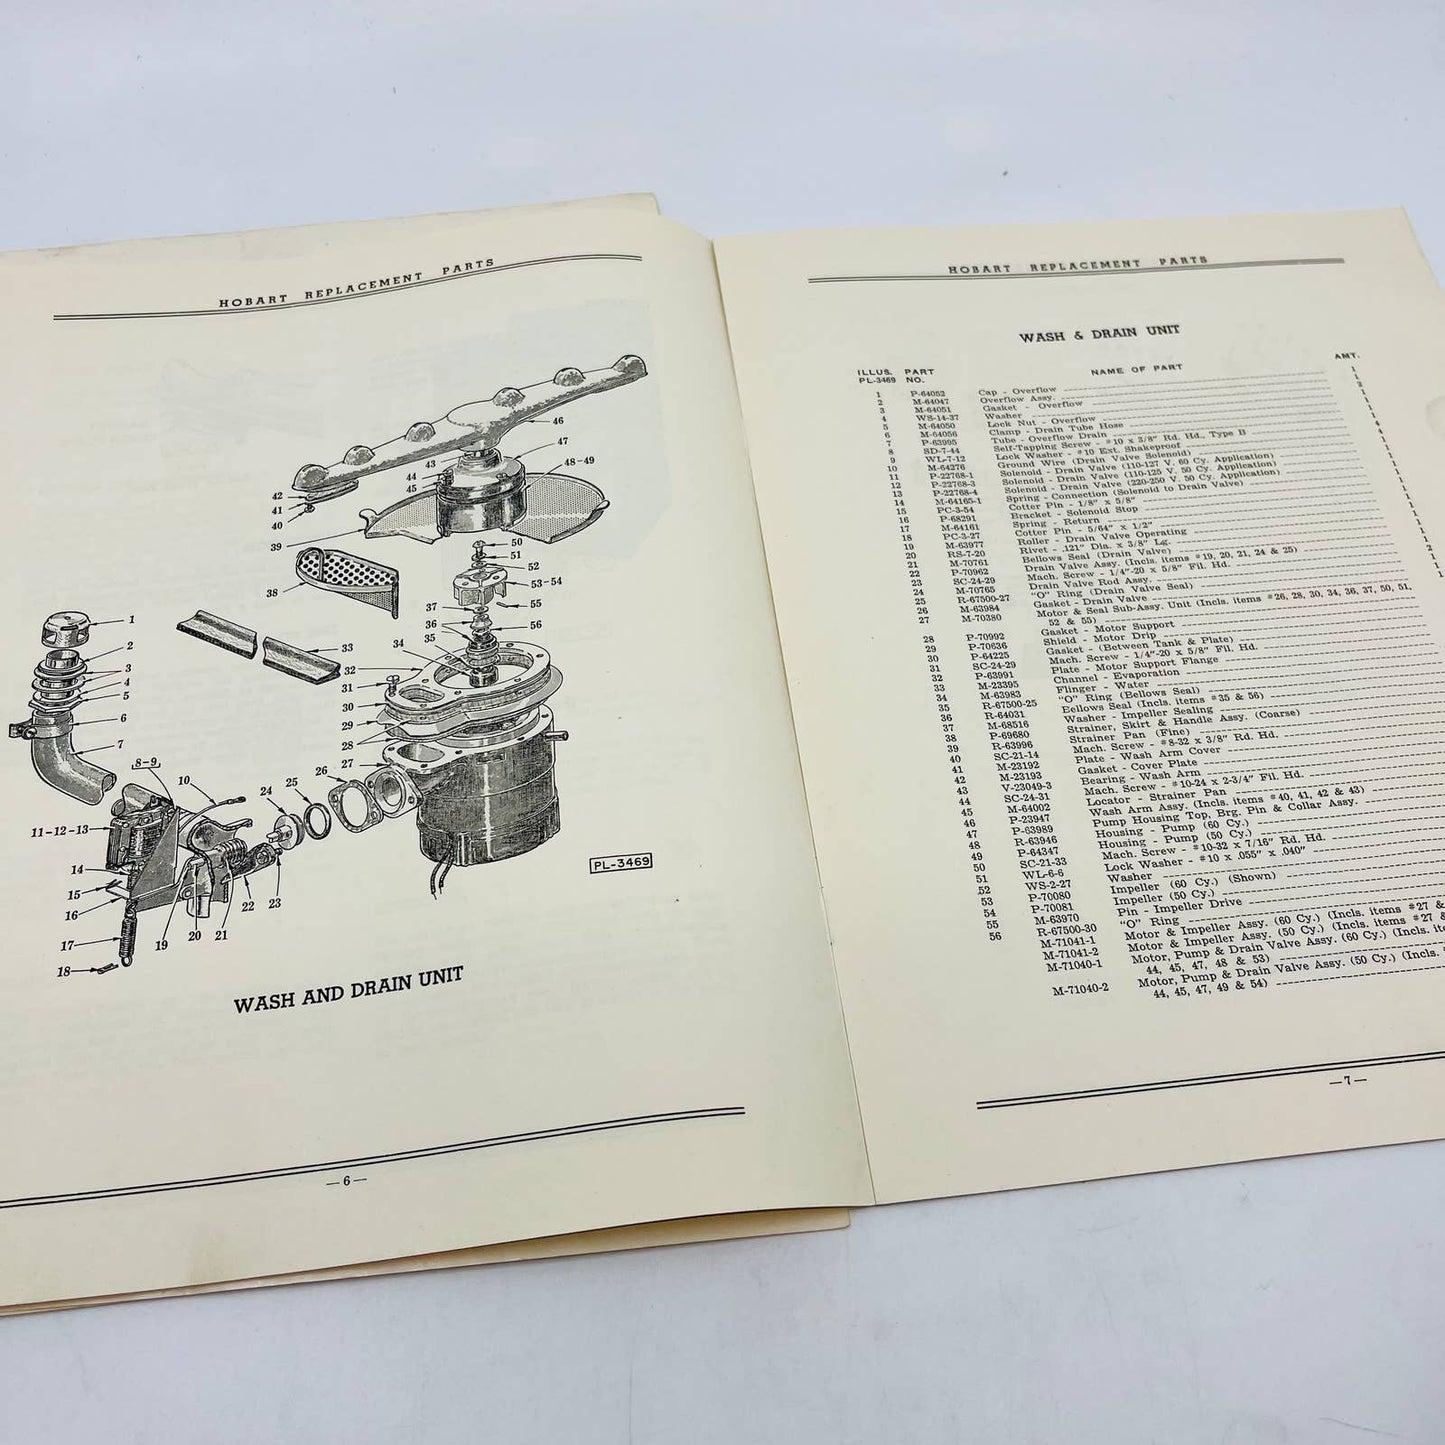 HOBART REPLACEMENT PARTS
46
47
48-49
43
44
45
42
41
40
39
50
51
52
53-54
55
38
37
56
36
35
34
33
32
31
30
29
28
27
26
25
24
1
2
3
4
5
6
7
8-9
10
11-12-13
14
15
16
17
18
19
20
21
22
23
PL-3469
WASH AND DRAIN UNIT
—6—
HOBART REPLACEMENT PARTS
WASH & DRAIN UNIT
ILLUS. PL-3469 PART NO. NAME OF PART AMT.
1 P-64052 Cap - Overflow
2 M-64047 Overflow Assy.
3 M-64051 Gasket - Overflow
4 WS-14-37 Washer
5 M-64050 Lock Nut - Overflow
6 M-64056 Clamp - Drain Tube Hose
7 P-63995 Tube - Overflow Drain
8 SD-7-44 Self-Tapping Screw - #10 x 3/8" Rd. Hd., Type B
9 WL-7-12 Lock Washer - #10 Ext. Shakeproof
10 M-64276 Ground Wire (Drain Valve Solenoid)
11 P-22768-1 Solenoid - Drain Valve (110-127 V. 60 Cy. Application)
12 P-22768-3 Solenoid - Drain Valve (110-125 V. 50 Cy. Application)
13 P-22768-4 Solenoid - Drain Valve (220-250 V. 50 Cy. Application)
14 M-64165-1 Spring - Connection (Solenoid to Drain Valve)
15 PC-3-54 Cotter Pin - 1/8" x 5/8"
16 P-68291 Bracket - Solenoid Stop
17 M-64161 Spring - Return
18 PC-3-27 Cotter Pin - 5/64" x 1/2"
19 M-63977 Roller - Drain Valve Operating
20 RS-7-20 Rivet - .121" Dia. x 3/8" Lg.
21 M-70761 Bellows Seal (Drain Valve)
22 P-70962 Drain Valve Assy. (Incls. items #19, 20, 21, 24 & 25)
23 SC-24-29 Mach. Screw - 1/4"-20 x 5/8" Fil. Hd.
24 M-70765 Drain Valve Rod Assy.
25 R-67500-27 "O" Ring (Drain Valve Seal)
26 M-63984 Gasket - Drain Valve
27 M-70380 Motor & Seal Sub-Assy. Unit (Incls. items #26, 28, 30, 34, 36, 37, 50, 51,
52 & 55)
28 P-70992 Gasket - Motor Support
29 P-70636 Shield - Motor Drip
30 P-64225 Gasket - (Between Tank & Plate)
31 SC-24-29 Mach. Screw - 1/4"-20 x 5/8" Fil. Hd.
32 P-63991 Plate - Motor Support Flange
33 M-23395 Channel - Evaporation
34 M-63983 Flinger - Water
35 R-67500-25 "O" Ring (Bellows Seal)
36 R-64031 Bellows Seal (Incls. items #35 & 56)
37 M-68516 Washer - Impeller Sealing
38 P-69680 Strainer, Skirt & Handle Assy. (Coarse)
39 R-63996 Strainer Pan (Fine)
40 SC-21-14 Mach. Screw - #8-32 x 3/8" Rd. Hd.
41 M-23192 Plate - Wash Arm Cover
42 M-23193 Gasket - Cover Plate
43 V-23049-3 Bearing - Wash Arm
44 SC-24-31 Mach. Screw - #10-24 x 2-3/4" Fil. Hd.
45 M-64002 Locator - Strainer Pan
46 P-23947 Wash Arm Assy. (Incls. items #40, 41, 42 & 43)
47 P-63989 Pump Housing Top, Brg. Pin & Collar Assy.
48 R-63946 Housing - Pump (60 Cy.)
49 P-64347 Housing - Pump (50 Cy.)
50 SC-21-33 Mach. Screw - #10-32 x 7/16" Rd. Hd.
51 WL-6-6 Lock Washer - #10 x .055" x .040"
52 WS-2-27 Washer
53 P-70080 Impeller (60 Cy.) (Shown)
54 P-70081 Impeller (50 Cy.)
55 M-63970 Pin - Impeller Drive
56 R-67500-30 "O" Ring
M-71041-1 Motor & Impeller Assy. (60 Cy.) (Incls. items #27 &
M-71041-2 Motor & Impeller Assy. (50 Cy.) (Incls. items #27 &
M-71040-1 Motor, Pump & Drain Valve Assy. (60 Cy.) (Incls. item
44, 45, 47, 48 & 53)
M-71040-2 Motor, Pump & Drain Valve Assy. (50 Cy.) (Incls.
44, 45, 47, 49 & 54)
—7—